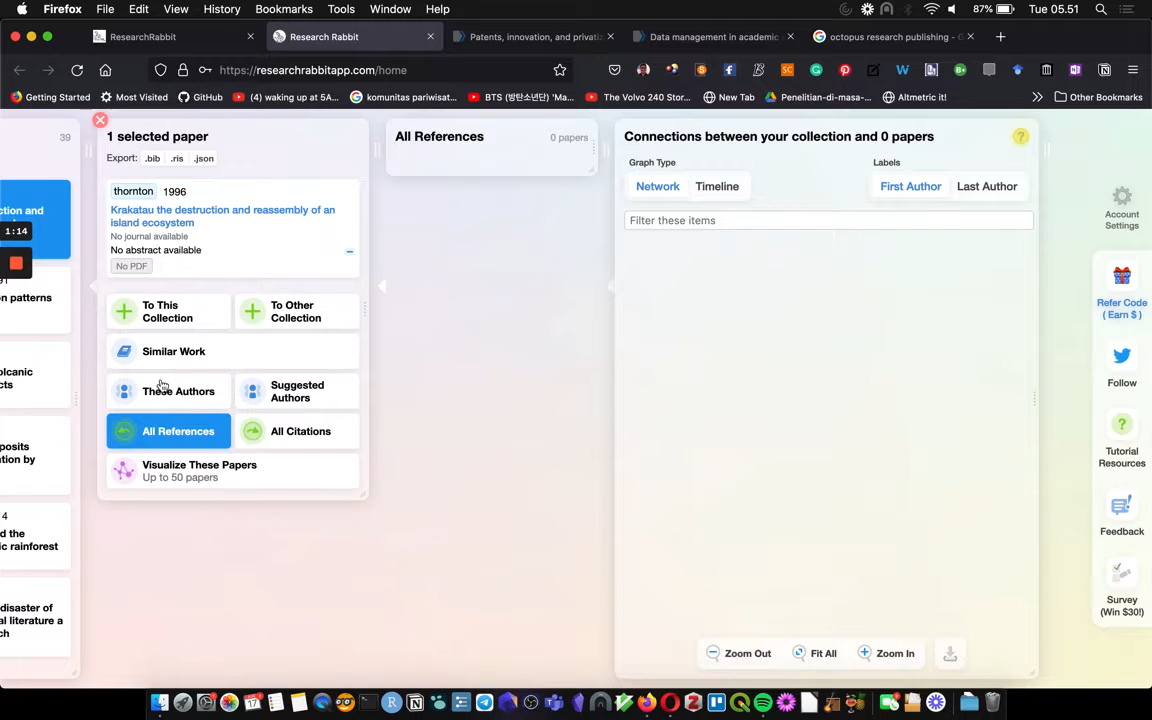 Firefox File Edit View History Bookmarks Tools Window Help 87% Tue 05.51
ResearchRabbit
Research Rabbit
Patents, innovation, and privati
Data management in academic
octopus research publishing - G
https://researchrabbitapp.com/home
Getting Started Most Visited GitHub (4) waking up at 5A... komunitas pariwisat... BTS (방탄소년단) 'Ma... The Volvo 240 Stor... New Tab Penelitian-di-masa-... Altmetric it! Other Bookmarks
39
ction and
1:14
n patterns
olcanic
cts
posits
tion by
4
d the
ic rainforest
disaster of
al literature a
ch
1 selected paper
Export: .bib .ris .json
thornton 1996
Krakatau the destruction and reassembly of an
island ecosystem
No journal available
No abstract available
No PDF
To This
Collection
To Other
Collection
Similar Work
These Authors
Suggested
Authors
All References
All Citations
Visualize These Papers
Up to 50 papers
All References 0 papers
Connections between your collection and 0 papers ?
Graph Type
Network Timeline
Labels
First Author Last Author
Filter these items
Zoom Out Fit All Zoom In
Account
Settings
Refer Code
( Earn $ )
Follow
Tutorial
Resources
Feedback
Survey
(Win $30!)